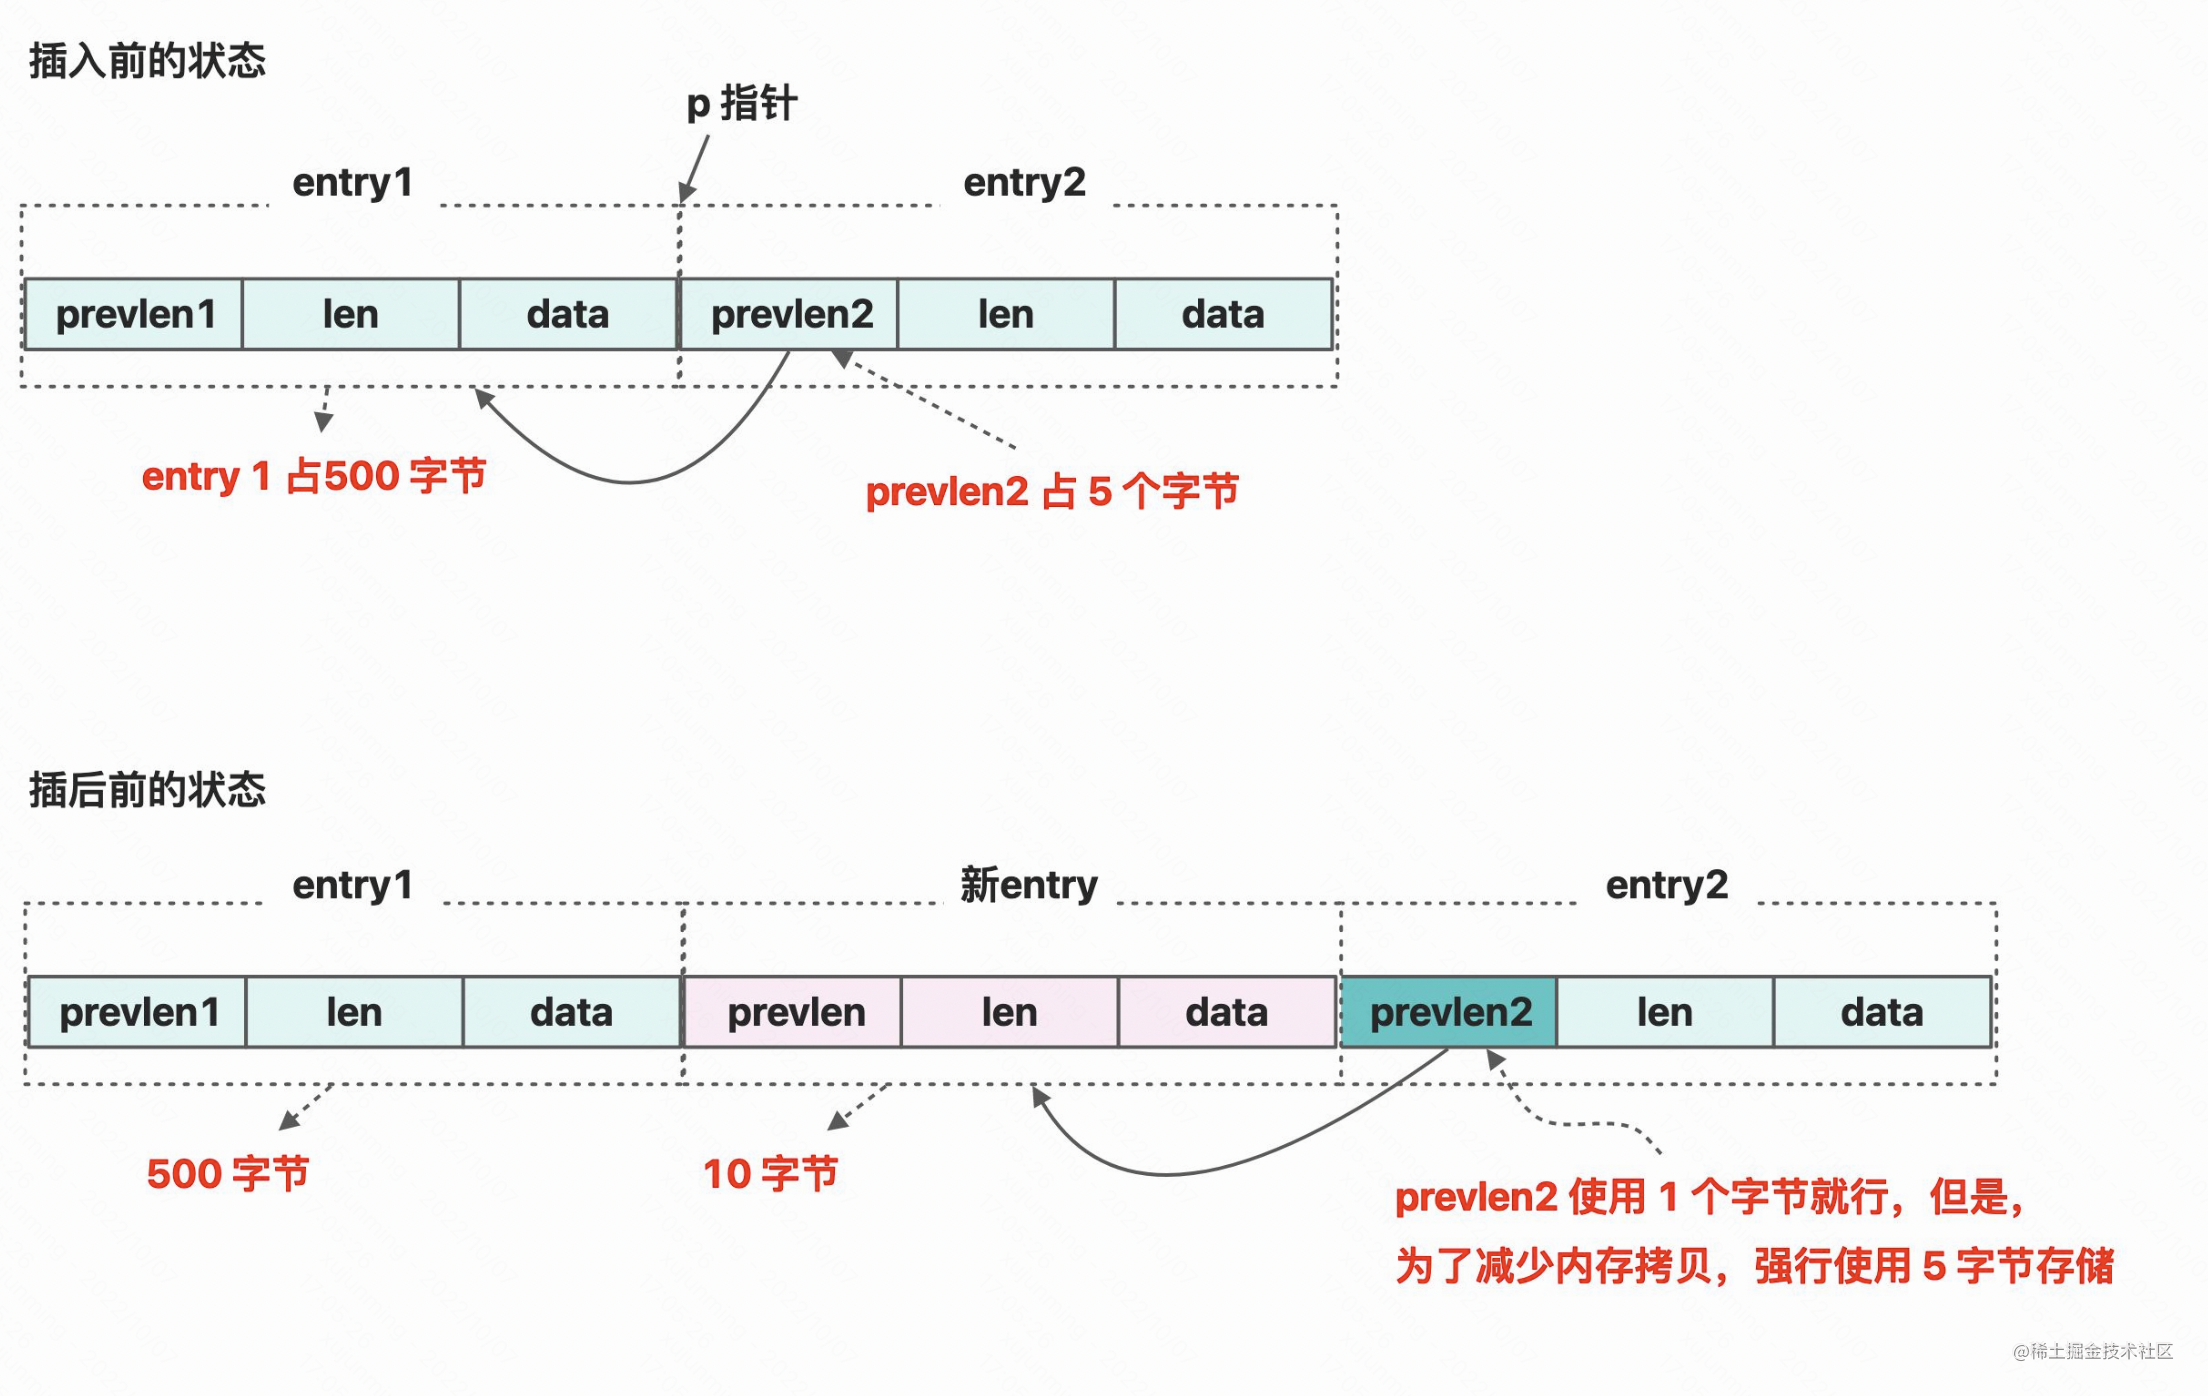 插入前的状态
p 指针
entry1
entry2
prevlen1
len
data
prevlen2
len
data
entry 1 占500 字节
prevlen2 占 5 个字节
插后前的状态
entry1
新entry
entry2
prevlen1
len
data
prevlen
len
data
prevlen2
len
data
500 字节
10 字节
prevlen2 使用 1 个字节就行，但是，
为了减少内存拷贝，强行使用 5 字节存储
@稀土掘金技术社区